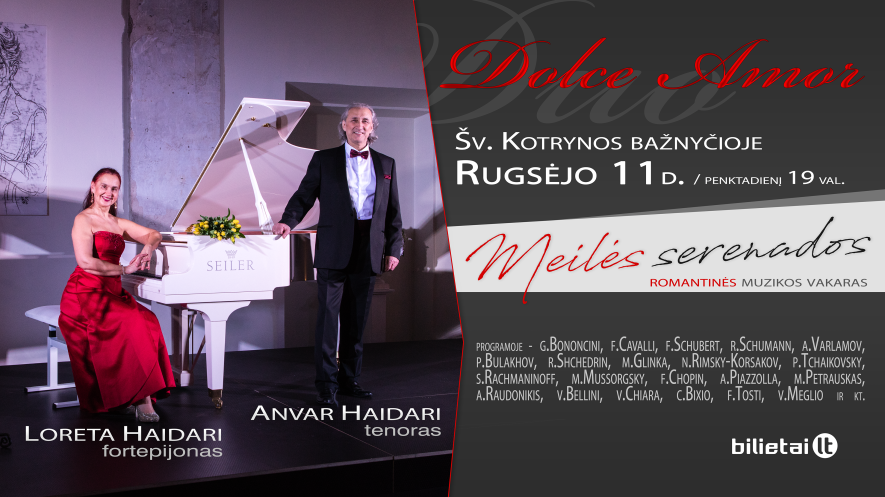 Duo
Dolce Amor
Šv. Kotrynos bažnyčioje
Rugsėjo 11 d. / penktadienį 19 val.
Meilės serenados
ROMANTINĖS MUZIKOS VAKARAS
PROGRAMOJE - G.BONONCINI, F.CAVALLI, F.SCHUBERT, R.SCHUMANN, A.VARLAMOV,
P.BULAKHOV, R.SHCHEDRIN, M.GLINKA, N.RIMSKY-KORSAKOV, P.TCHAIKOVSKY,
S.RACHMANINOFF, M.MUSSORGSKY, F.CHOPIN, A.PIAZZOLLA, M.PETRAUSKAS,
A.RAUDONIKIS, V.BELLINI, V.CHIARA, C.BIXIO, F.TOSTI, V.MEGLIO IR KT.
SEILER
Anvar Haidari
tenoras
Loreta Haidari
fortepijonas
bilietai lt